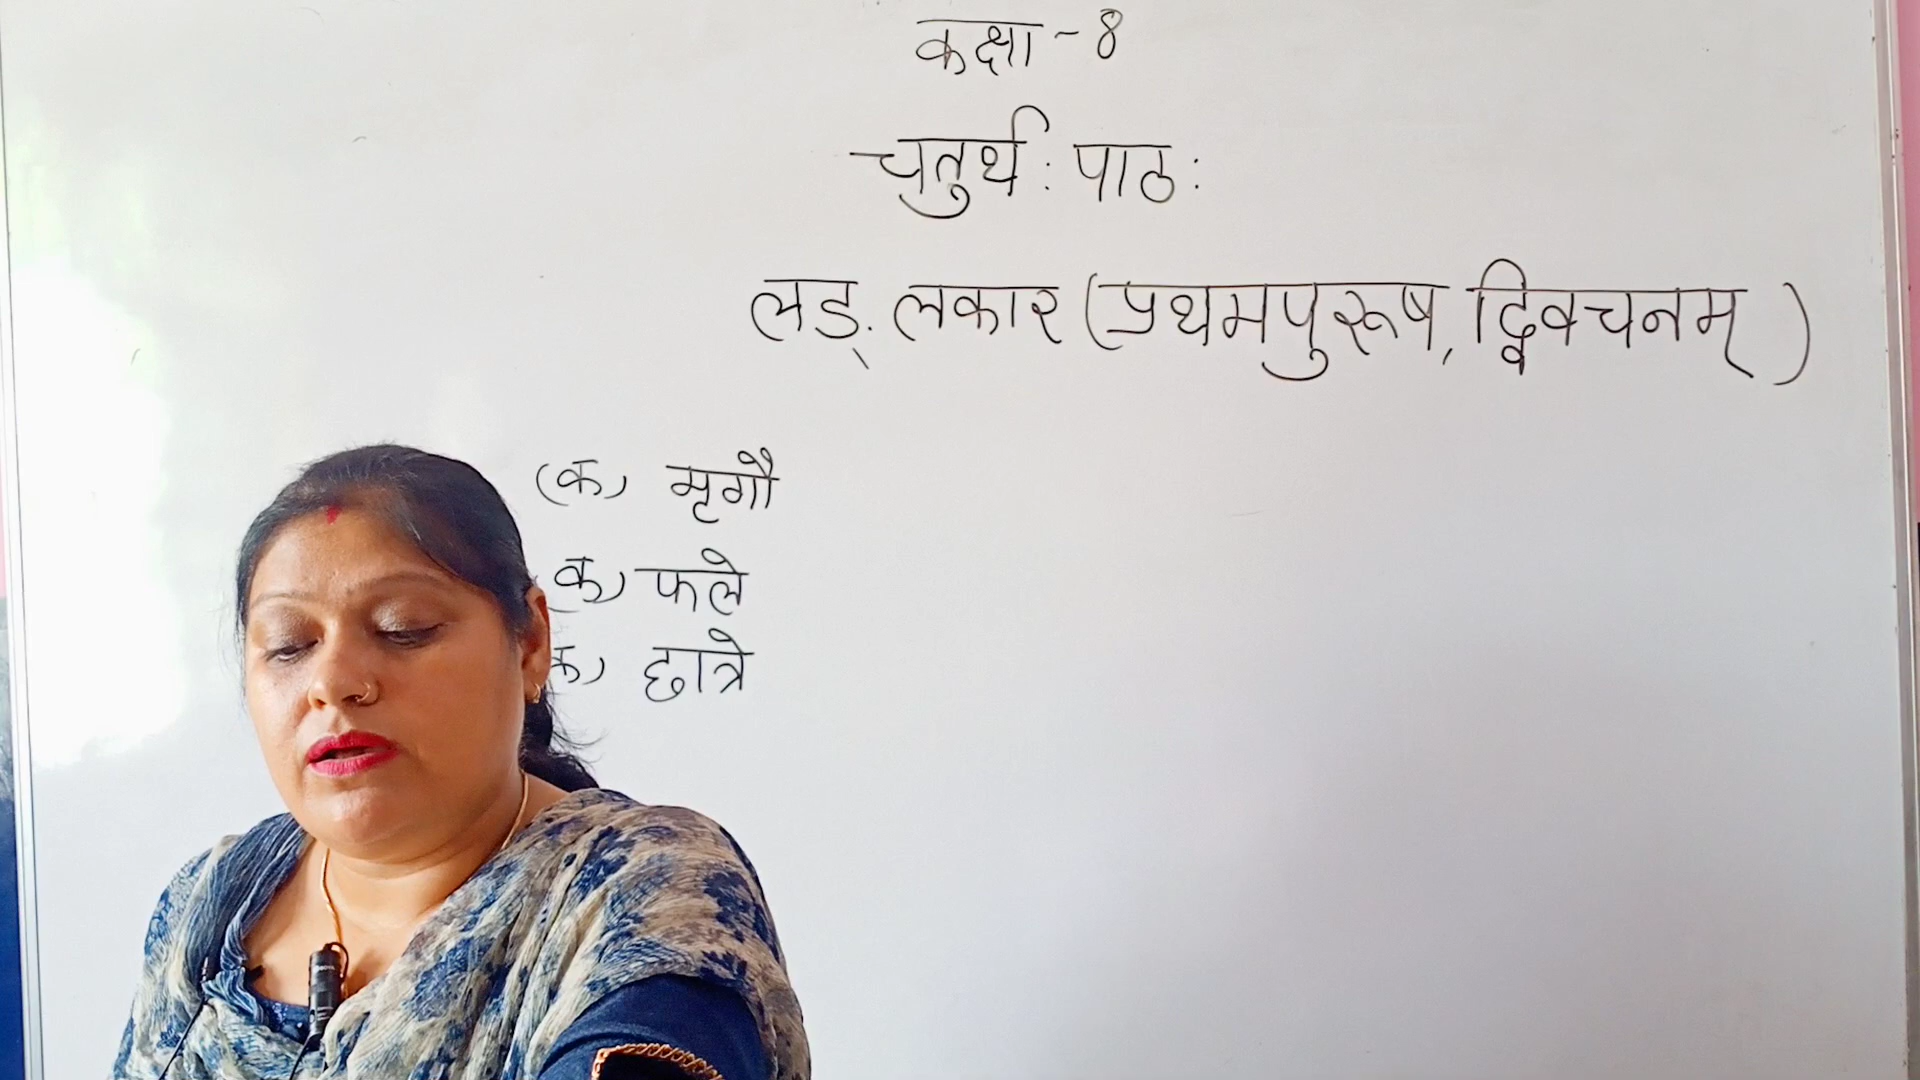 कक्षा - 8
चतुर्थः पाठः
लङ् लकार (प्रथमपुरूष, द्विवचनम्)
(क) मृगौ
(क) फले
(क) छात्रे